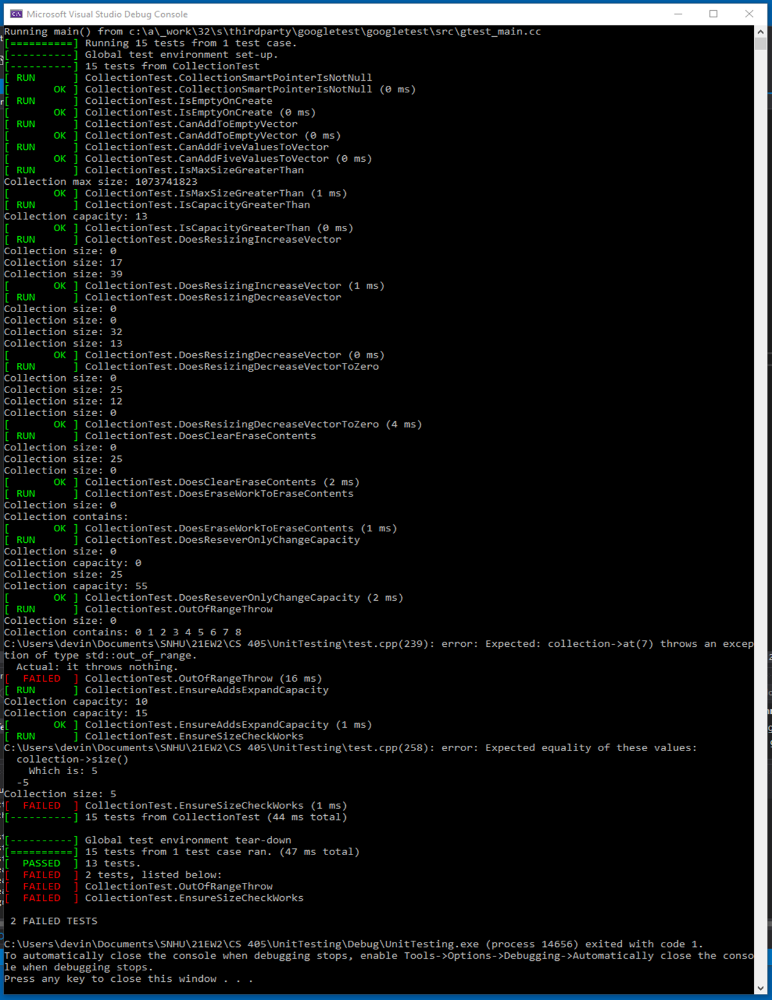 Microsoft Visual Studio Debug Console
Running main() from c:\a\_work\32\s\thirdparty\googletest\googletest\src\gtest_main.cc
[==========] Running 15 tests from 1 test case.
[----------] Global test environment set-up.
[----------] 15 tests from CollectionTest
[ RUN      ] CollectionTest.CollectionSmartPointerIsNotNull
[       OK ] CollectionTest.CollectionSmartPointerIsNotNull (0 ms)
[ RUN      ] CollectionTest.IsEmptyOnCreate
[       OK ] CollectionTest.IsEmptyOnCreate (0 ms)
[ RUN      ] CollectionTest.CanAddToEmptyVector
[       OK ] CollectionTest.CanAddToEmptyVector (0 ms)
[ RUN      ] CollectionTest.CanAddFiveValuesToVector
[       OK ] CollectionTest.CanAddFiveValuesToVector (0 ms)
[ RUN      ] CollectionTest.IsMaxSizeGreaterThan
Collection max size: 1073741823
[       OK ] CollectionTest.IsMaxSizeGreaterThan (1 ms)
[ RUN      ] CollectionTest.IsCapacityGreaterThan
Collection capacity: 13
[       OK ] CollectionTest.IsCapacityGreaterThan (0 ms)
[ RUN      ] CollectionTest.DoesResizingIncreaseVector
Collection size: 0
Collection size: 17
Collection size: 39
[       OK ] CollectionTest.DoesResizingIncreaseVector (1 ms)
[ RUN      ] CollectionTest.DoesResizingDecreaseVector
Collection size: 0
Collection size: 0
Collection size: 32
Collection size: 13
[       OK ] CollectionTest.DoesResizingDecreaseVector (0 ms)
[ RUN      ] CollectionTest.DoesResizingDecreaseVectorToZero
Collection size: 0
Collection size: 25
Collection size: 12
Collection size: 0
[       OK ] CollectionTest.DoesResizingDecreaseVectorToZero (4 ms)
[ RUN      ] CollectionTest.DoesClearEraseContents
Collection size: 0
Collection size: 25
Collection size: 0
[       OK ] CollectionTest.DoesClearEraseContents (2 ms)
[ RUN      ] CollectionTest.DoesEraseWorkToEraseContents
Collection size: 0
Collection contains:
[       OK ] CollectionTest.DoesEraseWorkToEraseContents (1 ms)
[ RUN      ] CollectionTest.DoesReseverOnlyChangeCapacity
Collection size: 0
Collection capacity: 0
Collection size: 25
Collection capacity: 55
[       OK ] CollectionTest.DoesReseverOnlyChangeCapacity (2 ms)
[ RUN      ] CollectionTest.OutOfRangeThrow
Collection size: 0
Collection contains: 0 1 2 3 4 5 6 7 8
C:\Users\devin\Documents\SNHU\21EW2\CS 405\UnitTesting\test.cpp(239): error: Expected: collection->at(7) throws an excep
tion of type std::out_of_range.
  Actual: it throws nothing.
[  FAILED  ] CollectionTest.OutOfRangeThrow (16 ms)
[ RUN      ] CollectionTest.EnsureAddsExpandCapacity
Collection capacity: 10
Collection capacity: 15
[       OK ] CollectionTest.EnsureAddsExpandCapacity (1 ms)
[ RUN      ] CollectionTest.EnsureSizeCheckWorks
C:\Users\devin\Documents\SNHU\21EW2\CS 405\UnitTesting\test.cpp(258): error: Expected equality of these values:
  collection->size()
    Which is: 5
  -5
Collection size: 5
[  FAILED  ] CollectionTest.EnsureSizeCheckWorks (1 ms)
[----------] 15 tests from CollectionTest (44 ms total)
[----------] Global test environment tear-down
[==========] 15 tests from 1 test case ran. (47 ms total)
[  PASSED  ] 13 tests.
[  FAILED  ] 2 tests, listed below:
[  FAILED  ] CollectionTest.OutOfRangeThrow
[  FAILED  ] CollectionTest.EnsureSizeCheckWorks
 2 FAILED TESTS
C:\Users\devin\Documents\SNHU\21EW2\CS 405\UnitTesting\Debug\UnitTesting.exe (process 14656) exited with code 1.
To automatically close the console when debugging stops, enable Tools->Options->Debugging->Automatically close the conso
le when debugging stops.
Press any key to close this window . . .